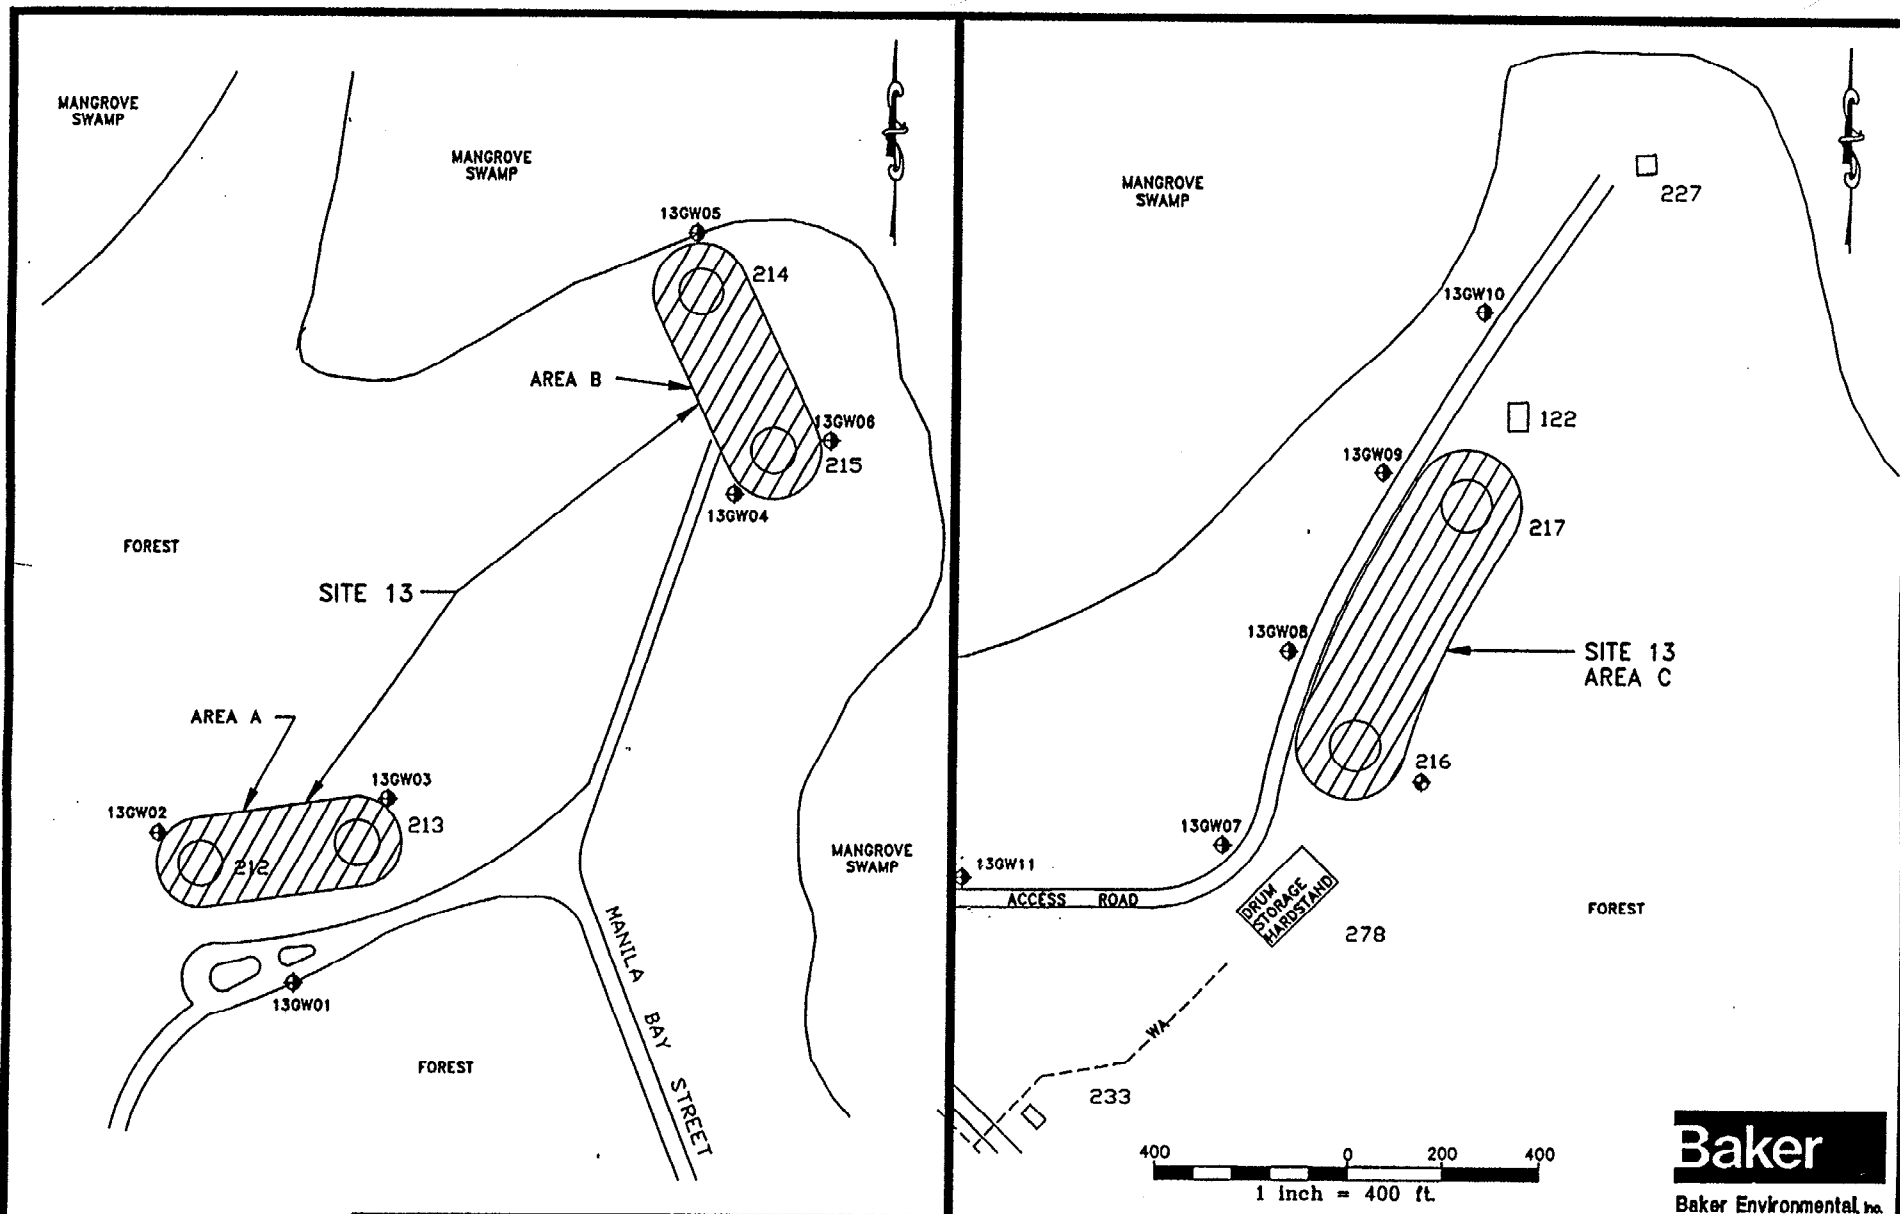 MANGROVE
SWAMP
MANGROVE
SWAMP
13GW05
214
AREA B
13GW06
215
13GW04
FOREST
SITE 13
AREA A
13GW03
13GW02
213
212
MANGROVE
SWAMP
13GW01
MANILA BAY STREET
FOREST
MANGROVE
SWAMP
227
13GW10
122
13GW09
217
13GW08
SITE 13
AREA C
216
13GW07
13GW11
ACCESS ROAD
DRUM
STORAGE
HARDSTAND
278
FOREST
WA
233
400 0 200 400
1 inch = 400 ft.
Baker
Baker Environmental, Inc.